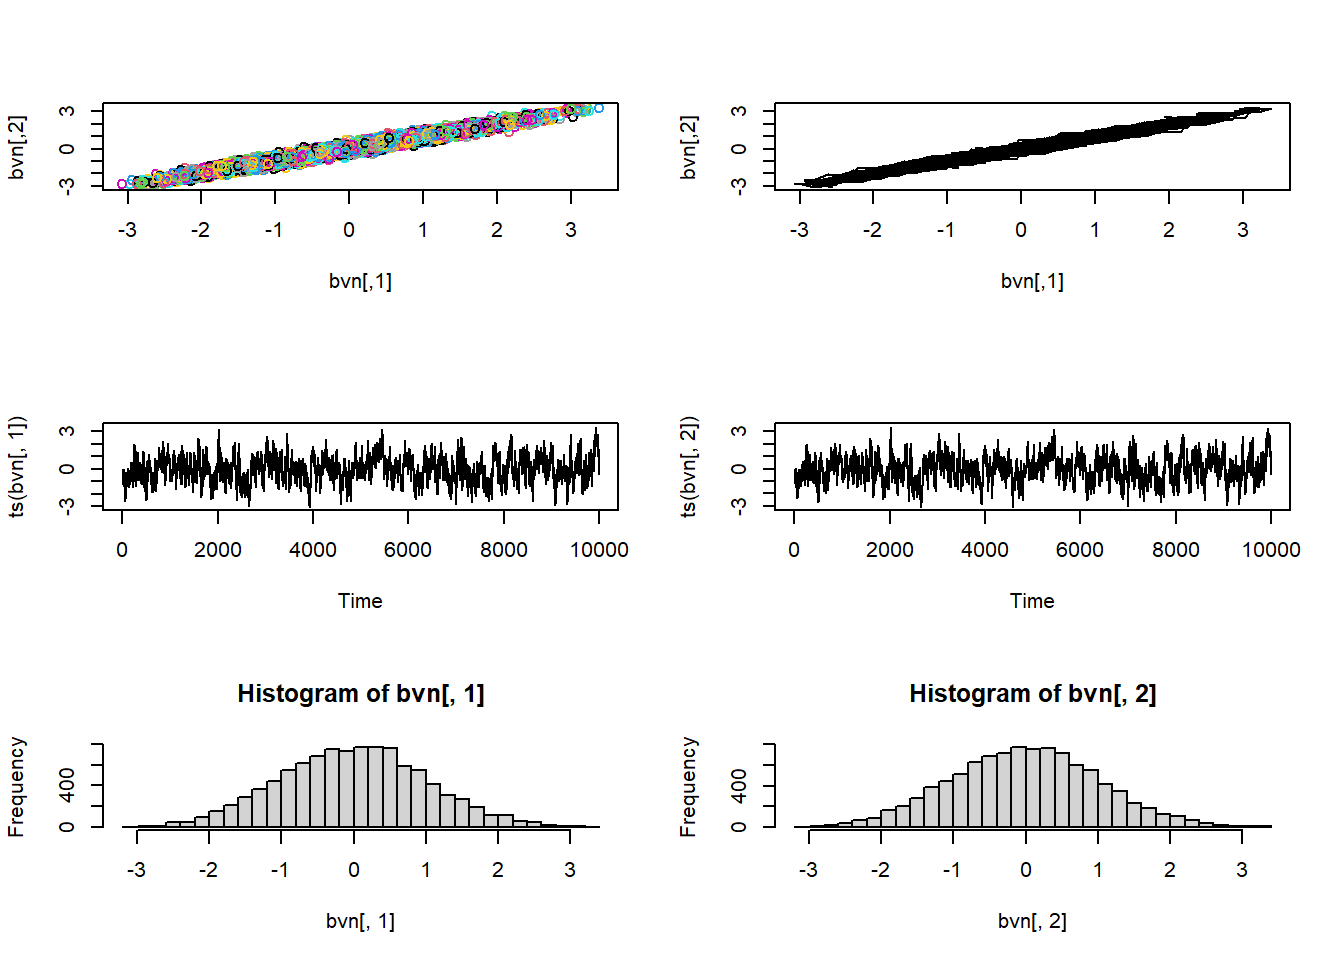 bvn[,2]
3
0
-3
-3 -2 -1 0 1 2 3
bvn[,1]
bvn[,2]
3
0
-3
-3 -2 -1 0 1 2 3
bvn[,1]
ts(bvn[, 1])
3
0
-3
0 2000 4000 6000 8000 10000
Time
ts(bvn[, 2])
3
0
-3
0 2000 4000 6000 8000 10000
Time
Histogram of bvn[, 1]
Frequency
400
0
-3 -2 -1 0 1 2 3
bvn[, 1]
Histogram of bvn[, 2]
Frequency
400
0
-3 -2 -1 0 1 2 3
bvn[, 2]